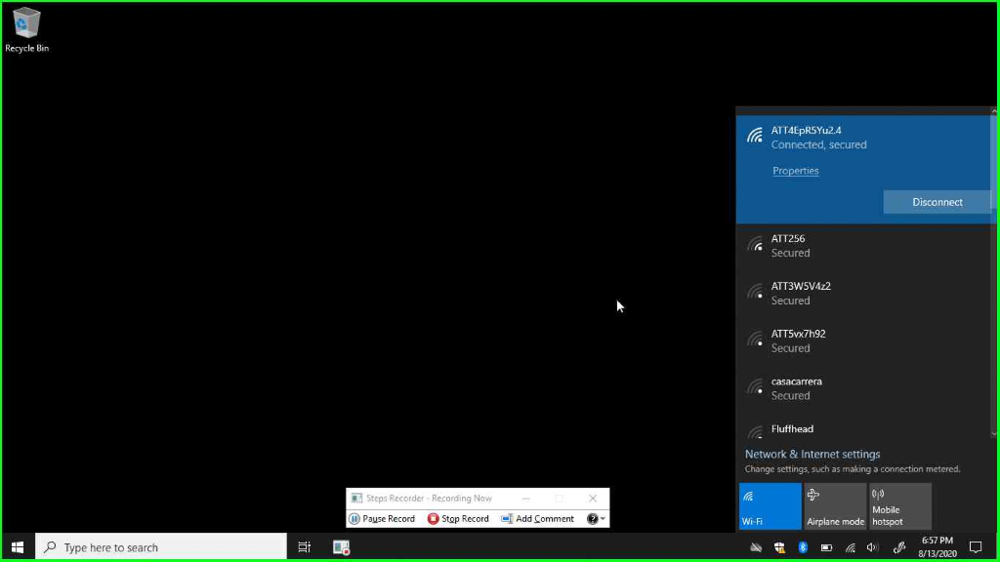 Recycle Bin
ATT4EpR5Yu2.4
Connected, secured
Properties
Disconnect
ATT256
Secured
ATT3W5V4z2
Secured
ATT5vx7h92
Secured
casacarrera
Secured
Fluffhead
Network & Internet settings
Change settings, such as making a connection metered.
Wi-Fi
Airplane mode
Mobile hotspot
Steps Recorder - Recording Now
Pause Record
Stop Record
Add Comment
Type here to search
6:57 PM
8/13/2020